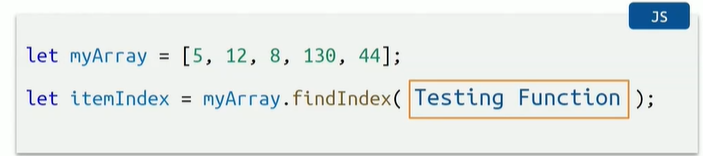 JS
let myArray = [5, 12, 8, 130, 44];
let itemIndex = myArray.findIndex( Testing Function );